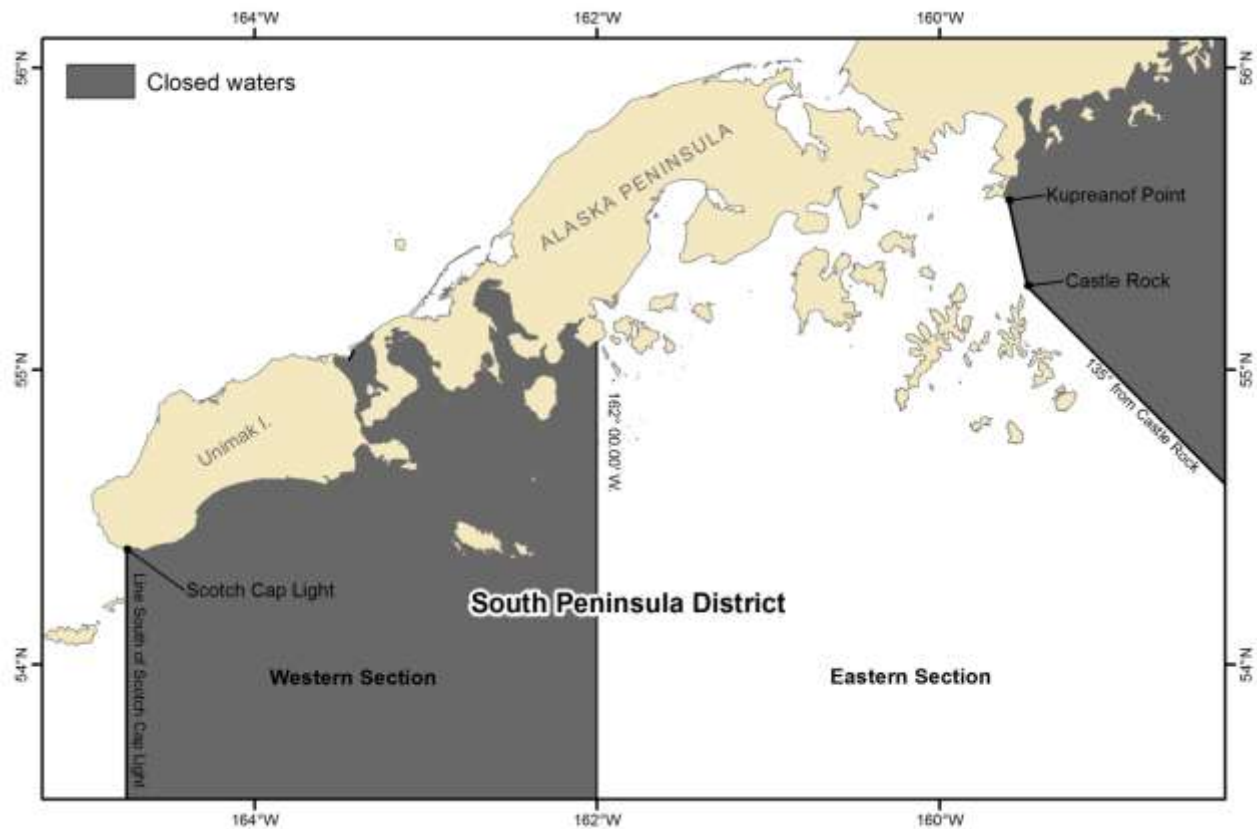 164°W
162°W
160°W
56°N
56°N
Closed waters
ALASKA PENINSULA
Kupreanof Point
Castle Rock
55°N
55°N
135° from Castle Rock
162° 00.00' W.
Unimak I.
Scotch Cap Light
Line South of Scotch Cap Light
South Peninsula District
54°N
54°N
Western Section
Eastern Section
164°W
162°W
160°W